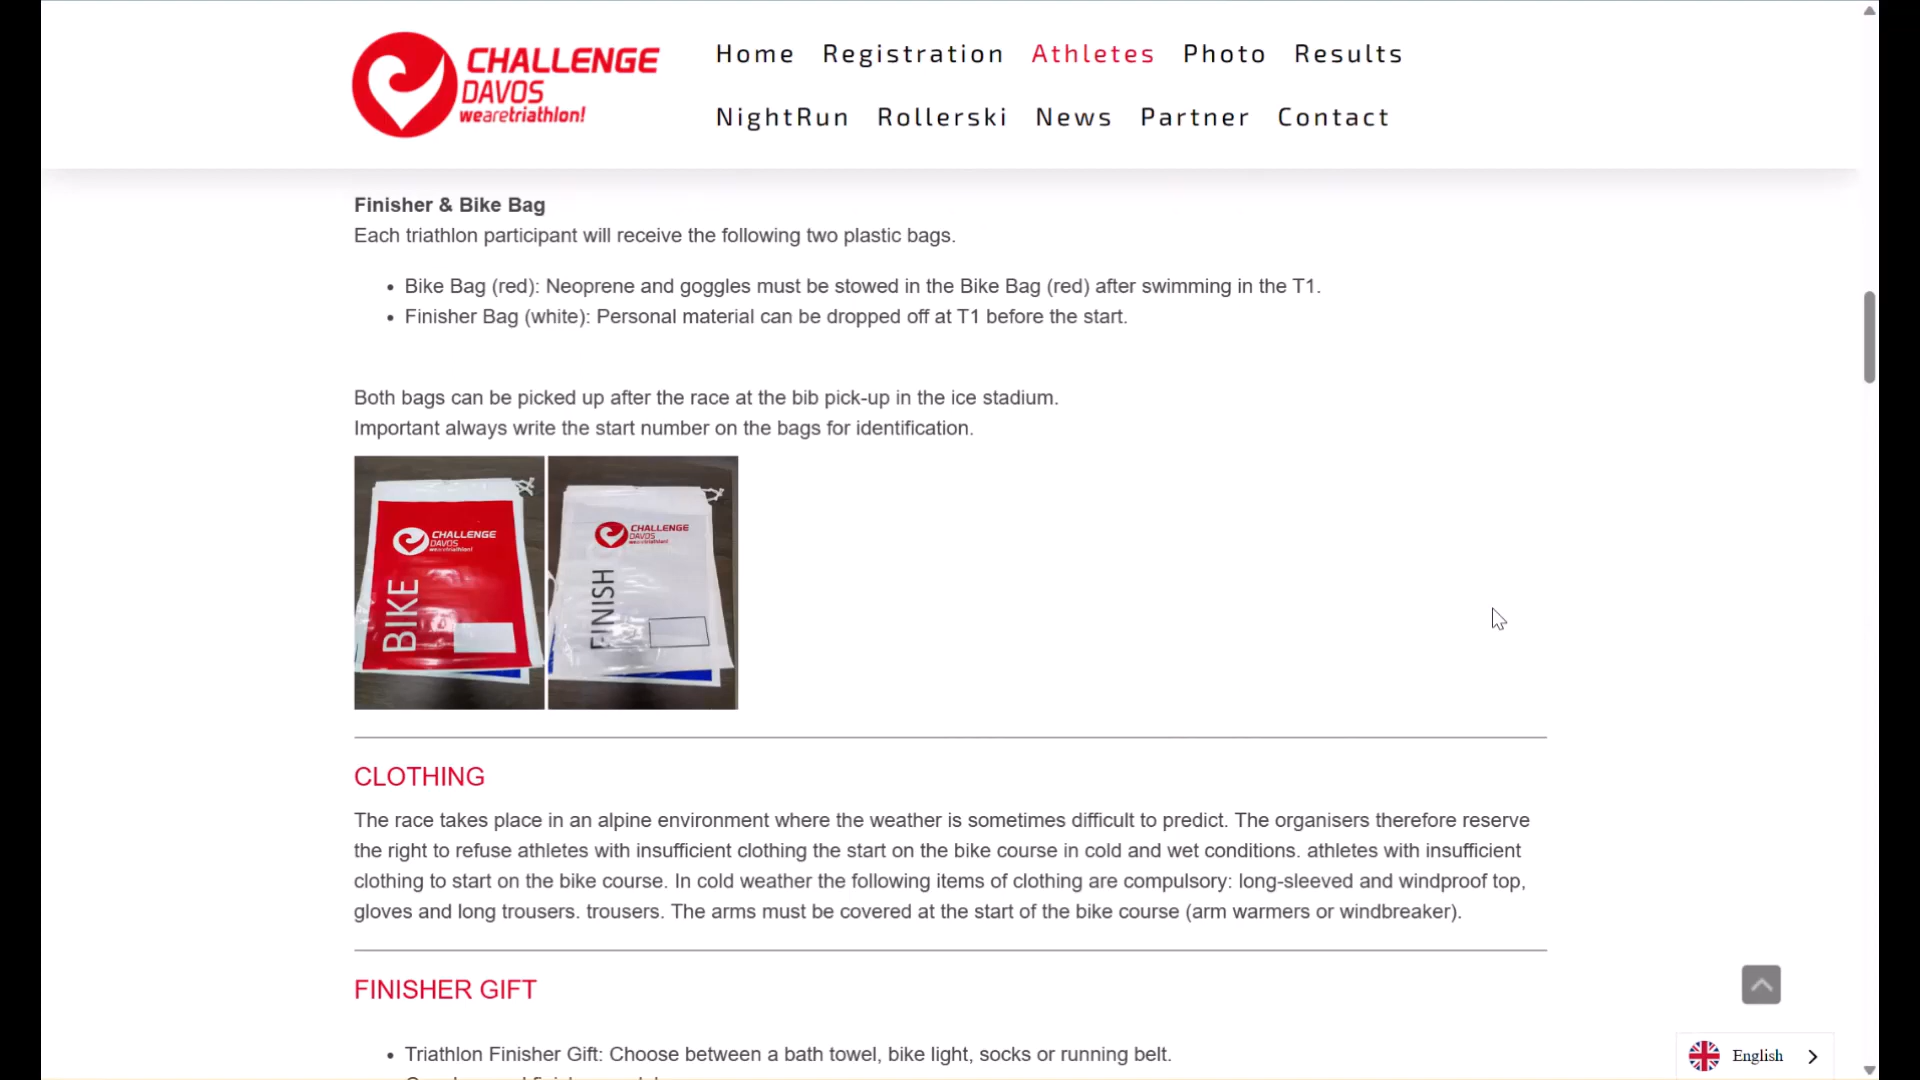 CHALLENGE
DAVOS
wearetriathlon!
Home Registration Athletes Photo Results
NightRun Rollerski News Partner Contact
Finisher & Bike Bag
Each triathlon participant will receive the following two plastic bags.
• Bike Bag (red): Neoprene and goggles must be stowed in the Bike Bag (red) after swimming in the T1.
• Finisher Bag (white): Personal material can be dropped off at T1 before the start.
Both bags can be picked up after the race at the bib pick-up in the ice stadium.
Important always write the start number on the bags for identification.
CHALLENGE
DAVOS
wearetriathlon!
BIKE
CHALLENGE
DAVOS
wearetriathlon!
FINISH
CLOTHING
The race takes place in an alpine environment where the weather is sometimes difficult to predict. The organisers therefore reserve
the right to refuse athletes with insufficient clothing the start on the bike course in cold and wet conditions. athletes with insufficient
clothing to start on the bike course. In cold weather the following items of clothing are compulsory: long-sleeved and windproof top,
gloves and long trousers. trousers. The arms must be covered at the start of the bike course (arm warmers or windbreaker).
FINISHER GIFT
• Triathlon Finisher Gift: Choose between a bath towel, bike light, socks or running belt.
English